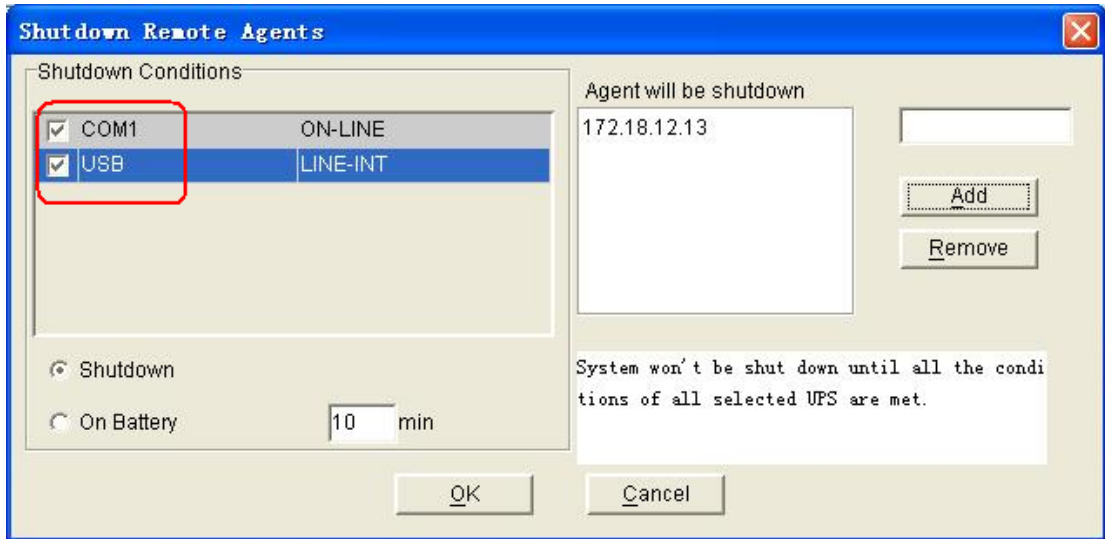 Shutdown Remote Agents
Shutdown Conditions
COM1 ON-LINE
USB LINE-INT
Shutdown
On Battery 10 min
Agent will be shutdown
172.18.12.13
Add
Remove
System won't be shut down until all the condi
tions of all selected UPS are met.
OK Cancel